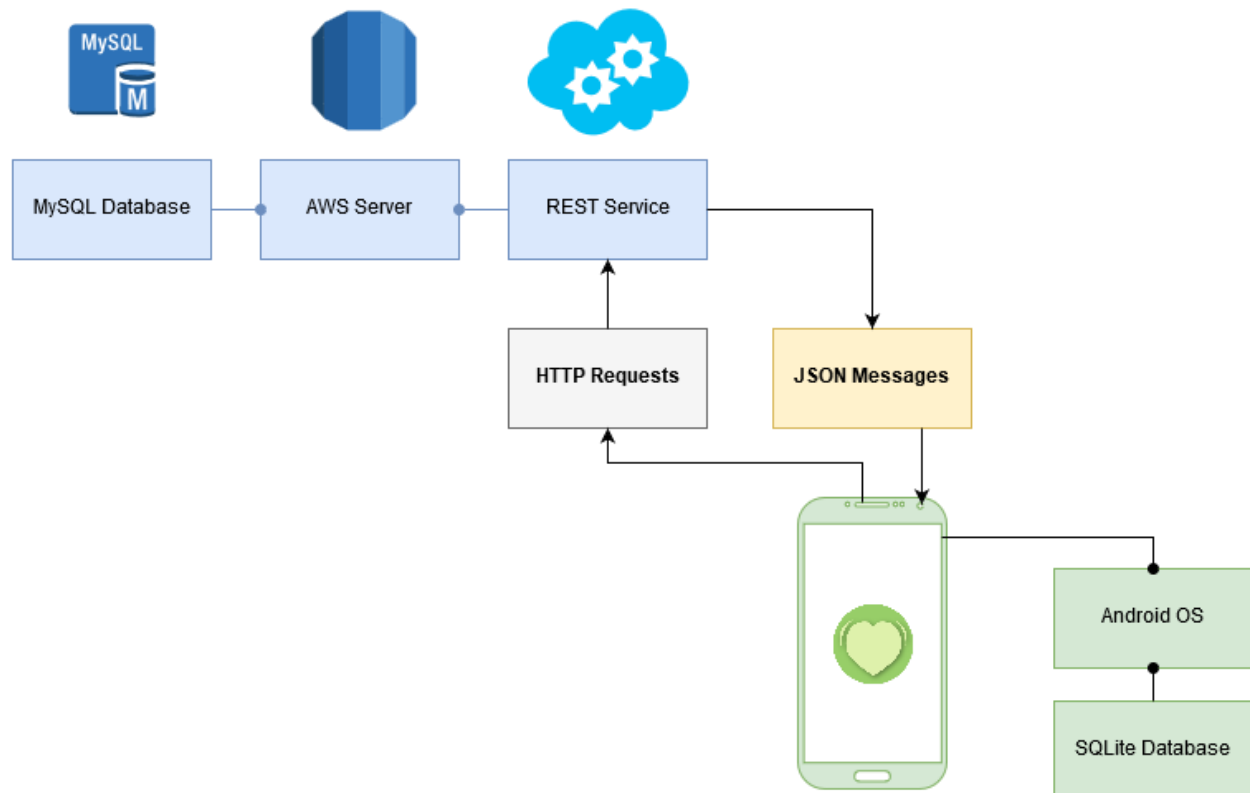 MySQL
M
MySQL Database
AWS Server
REST Service
HTTP Requests
JSON Messages
Android OS
SQLite Database